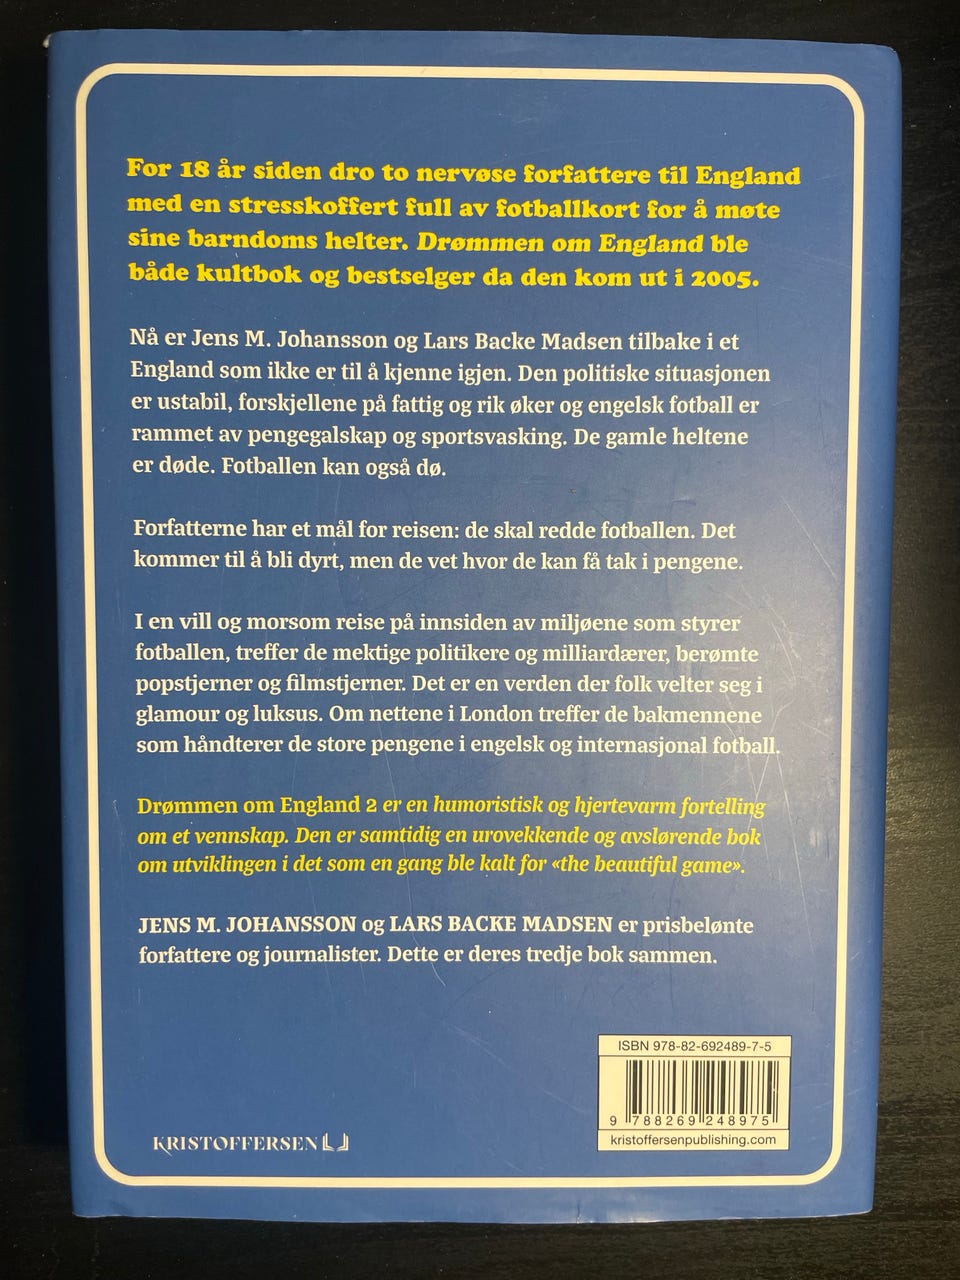 For 18 år siden dro to nervøse forfattere til England
med en stresskoffert full av fotballkort for å møte
sine barndoms helter. Drømmen om England ble
både kultbok og bestselger da den kom ut i 2005.
Nå er Jens M. Johansson og Lars Backe Madsen tilbake i et
England som ikke er til å kjenne igjen. Den politiske situasjonen
er ustabil, forskjellene på fattig og rik øker og engelsk fotball er
rammet av pengegalskap og sportsvasking. De gamle heltene
er døde. Fotballen kan også dø.
Forfatterne har et mål for reisen: de skal redde fotballen. Det
kommer til å bli dyrt, men de vet hvor de kan få tak i pengene.
I en vill og morsom reise på innsiden av miljøene som styrer
fotballen, treffer de mektige politikere og milliardærer, berømte
popstjerner og filmstjerner. Det er en verden der folk velter seg i
glamour og luksus. Om nettene i London treffer de bakmennene
som håndterer de store pengene i engelsk og internasjonal fotball.
Drømmen om England 2 er en humoristisk og hjertevarm fortelling
om et vennskap. Den er samtidig en urovekkende og avslørende bok
om utviklingen i det som en gang ble kalt for «the beautiful game».
JENS M. JOHANSSON og LARS BACKE MADSEN er prisbelønte
forfattere og journalister. Dette er deres tredje bok sammen.
ISBN 978-82-692489-7-5
9 788269 248975
kristoffersenpublishing.com
KRISTOFFERSEN